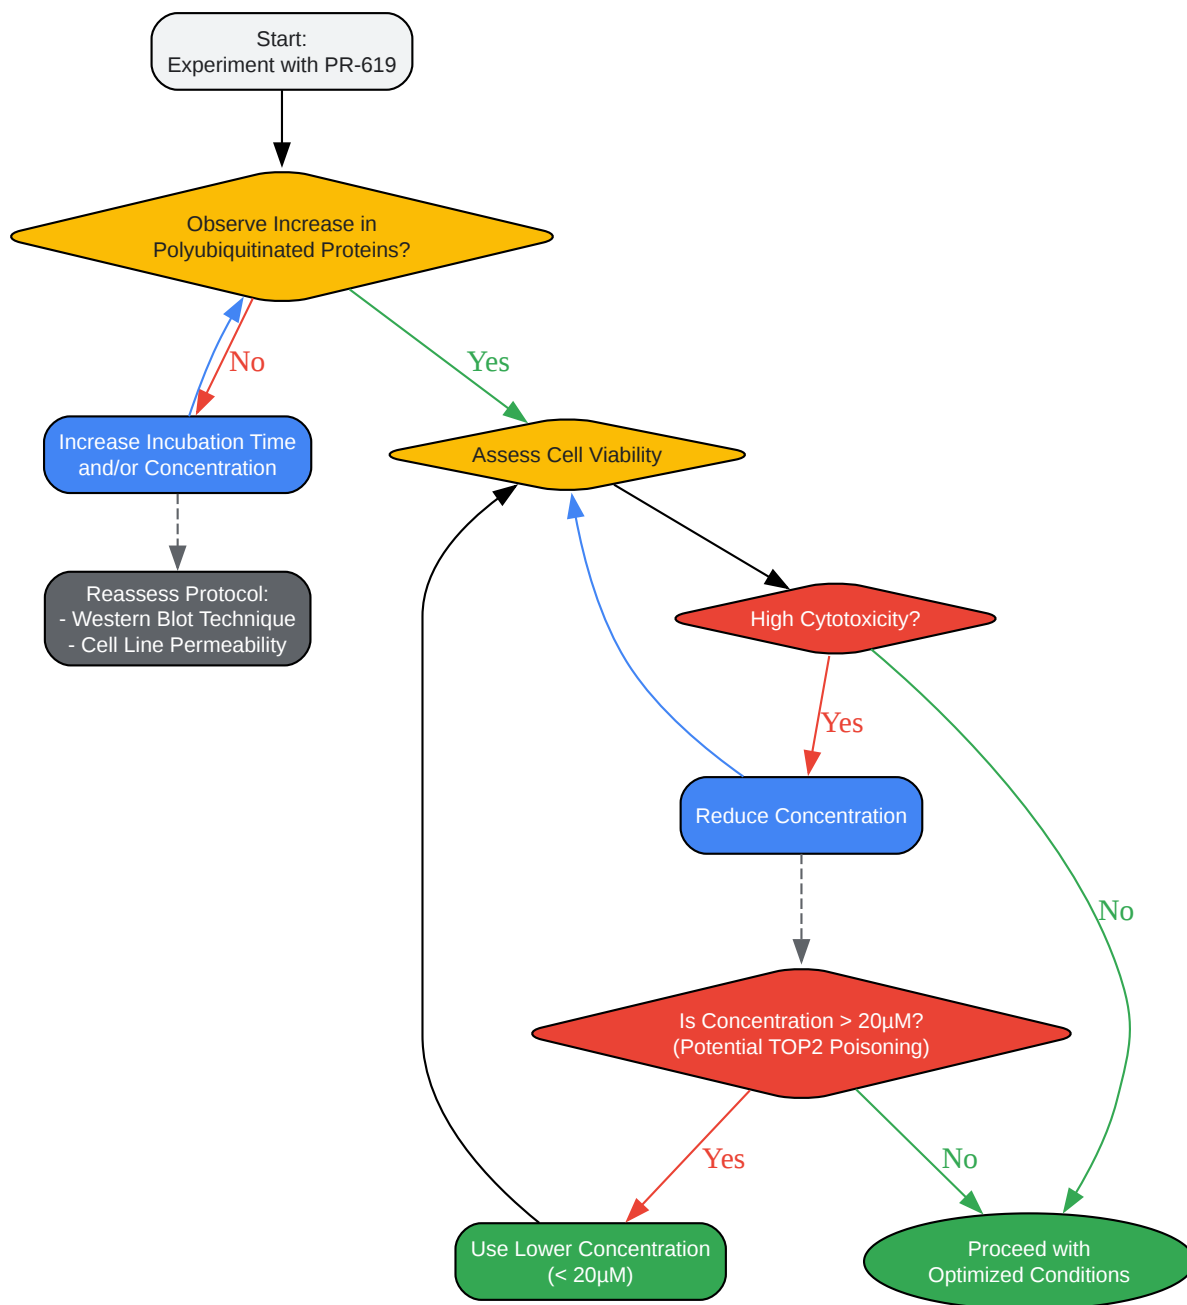 Start:
Experiment with PR-619
Observe Increase in
Polyubiquitinated Proteins?
No
Yes
Increase Incubation Time
and/or Concentration
Assess Cell Viability
Reassess Protocol:
- Western Blot Technique
- Cell Line Permeability
High Cytotoxicity?
Yes
Reduce Concentration
No
Is Concentration > 20µM?
(Potential TOP2 Poisoning)
Yes
No
Use Lower Concentration
(< 20µM)
Proceed with
Optimized Conditions